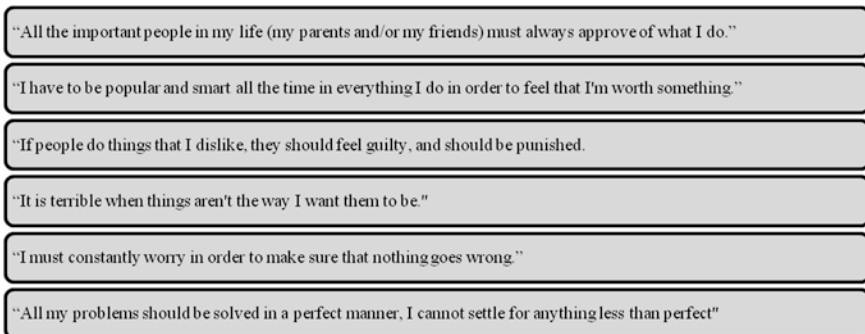 “All the important people in my life (my parents and/or my friends) must always approve of what I do.”
“I have to be popular and smart all the time in everything I do in order to feel that I'm worth something.”
“If people do things that I dislike, they should feel guilty, and should be punished.
“It is terrible when things aren't the way I want them to be."
“I must constantly worry in order to make sure that nothing goes wrong.”
“All my problems should be solved in a perfect manner, I cannot settle for anything less than perfect"